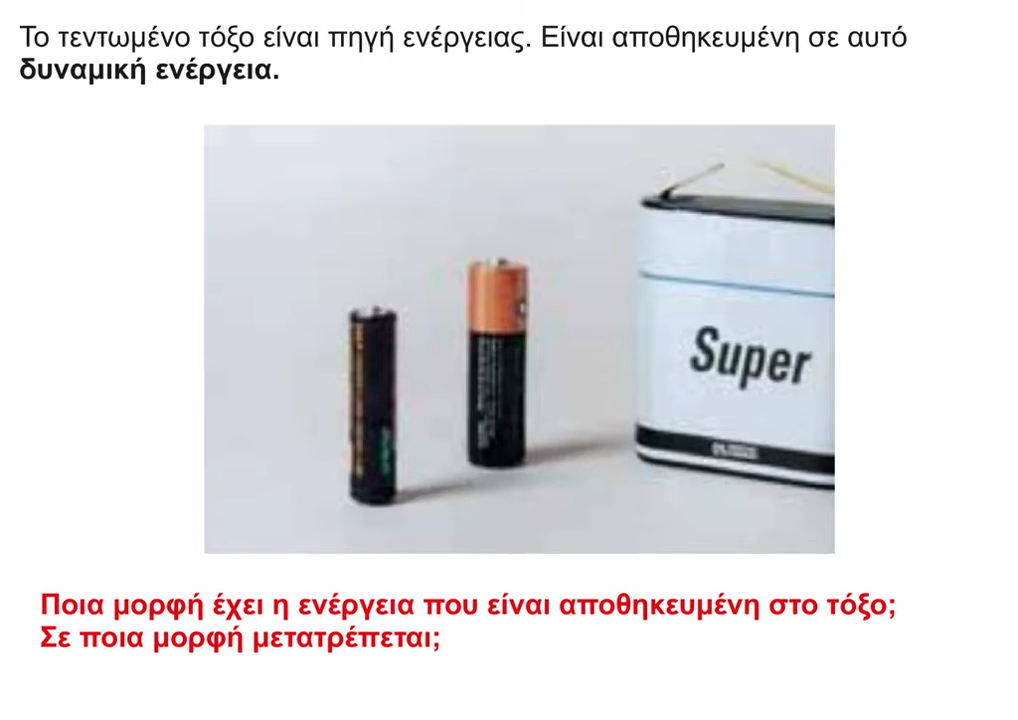 Το τεντωμένο τόξο είναι πηγή ενέργειας. Είναι αποθηκευμένη σε αυτό
δυναμική ενέργεια.
Super
Ποια μορφή έχει η ενέργεια που είναι αποθηκευμένη στο τόξο;
Σε ποια μορφή μετατρέπεται;